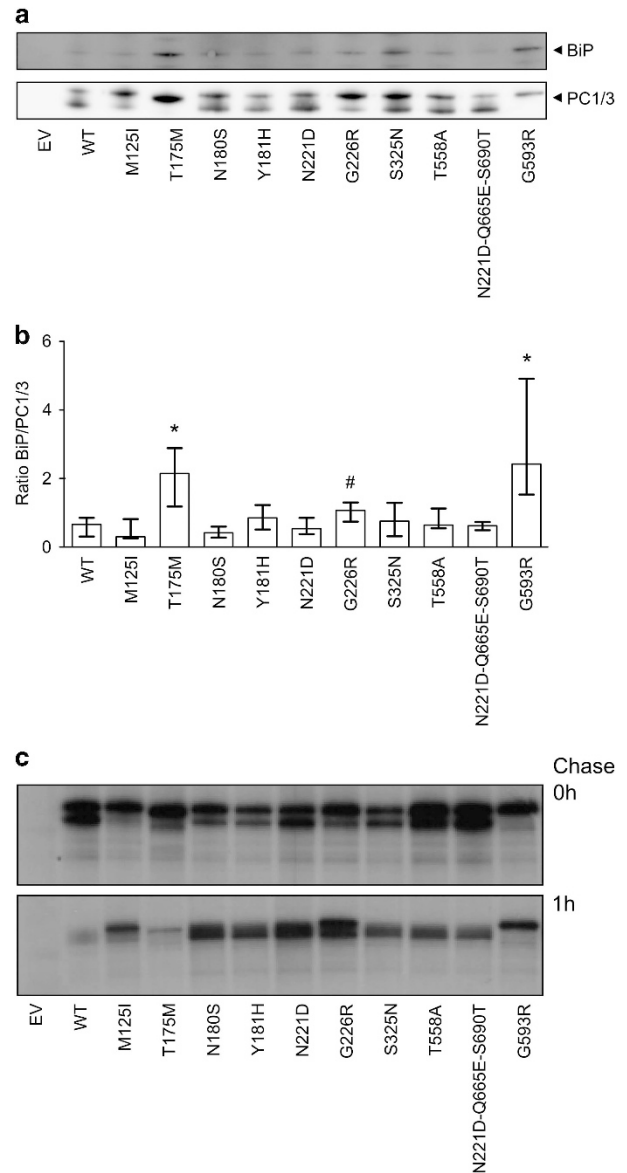 a
◄ BiP
◄ PC1/3
EV WT M125I T175M N180S Y181H N221D G226R S325N T558A N221D-Q665E-S690T G593R
b
Ratio BiP/PC1/3
6
4
2
0
*
#
*
WT M125I T175M N180S Y181H N221D G226R S325N T558A N221D-Q665E-S690T G593R
c
Chase
0h
1h
EV WT M125I T175M N180S Y181H N221D G226R S325N T558A N221D-Q665E-S690T G593R